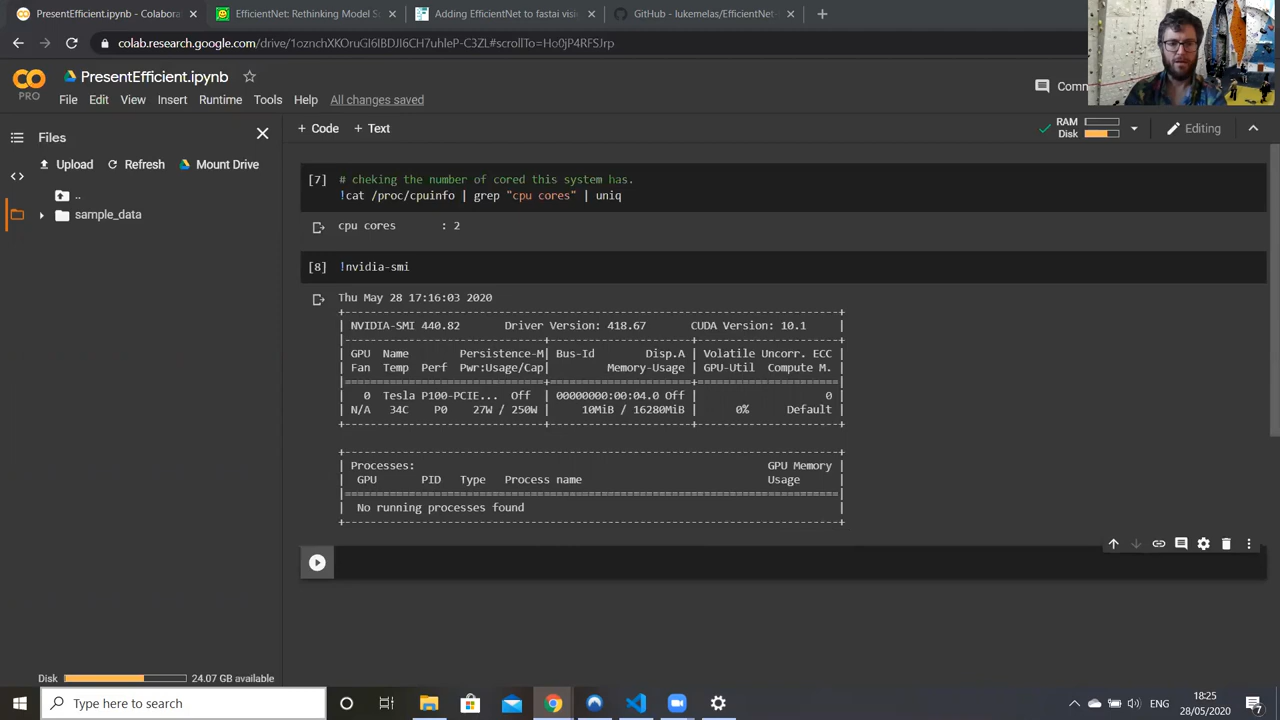 PresentEfficient.ipynb - Colabora
EfficientNet: Rethinking Model S
Adding EfficientNet to fastai visi
GitHub - lukemelas/EfficientNet-
colab.research.google.com/drive/1oznchXKOruGI6IBDJI6CH7uhleP-C3ZL#scrollTo=Ho0jP4RFSJrp
PRO
PresentEfficient.ipynb
File Edit View Insert Runtime Tools Help All changes saved
Comm
Files
+ Code + Text
RAM
Disk
Editing
Upload Refresh Mount Drive
..
sample_data
[7] # cheking the number of cored this system has.
!cat /proc/cpuinfo | grep "cpu cores" | uniq
cpu cores : 2
[8] !nvidia-smi
Thu May 28 17:16:03 2020
NVIDIA-SMI 440.82 Driver Version: 418.67 CUDA Version: 10.1
GPU Name Persistence-M| Bus-Id Disp.A | Volatile Uncorr. ECC
Fan Temp Perf Pwr:Usage/Cap| Memory-Usage | GPU-Util Compute M.
0 Tesla P100-PCIE... Off | 00000000:00:04.0 Off | 0
N/A 34C P0 27W / 250W | 10MiB / 16280MiB | 0% Default
Processes: GPU Memory
GPU PID Type Process name Usage
No running processes found
Disk 24.07 GB available
Type here to search
ENG
18:25
28/05/2020
7